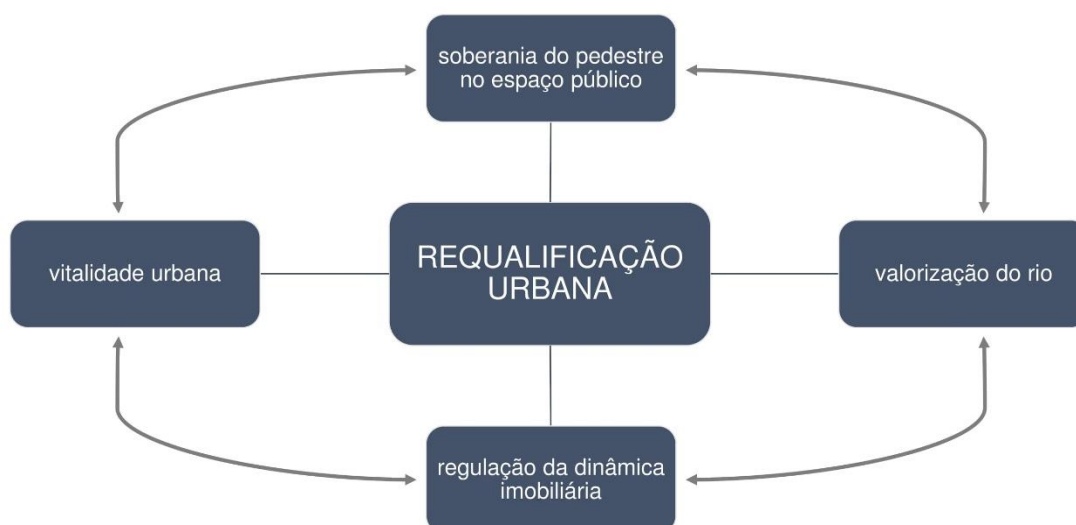 soberania do pedestre
no espaço público
vitalidade urbana
REQUALIFICAÇÃO
URBANA
valorização do rio
regulação da dinâmica
imobiliária